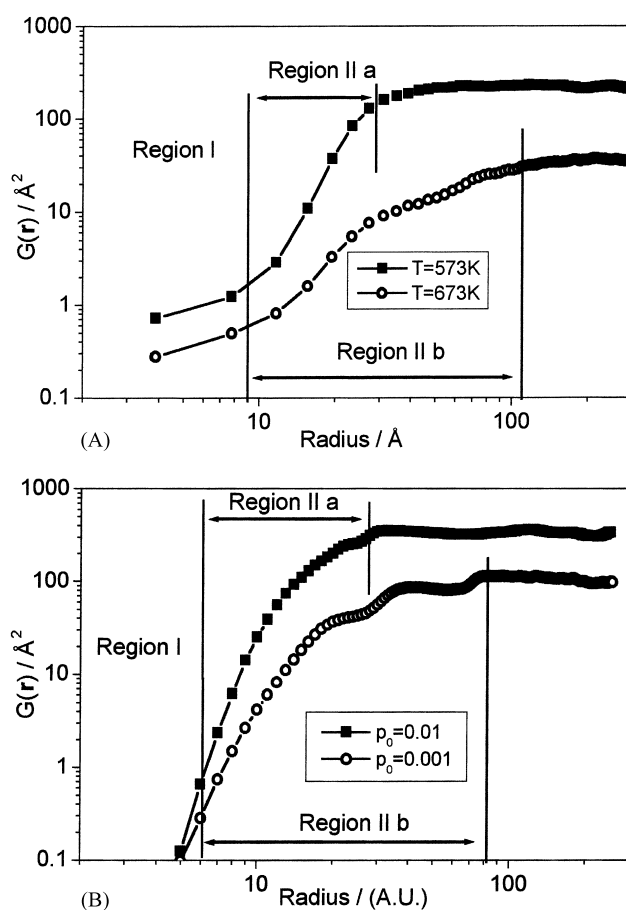 1000
100
10
1
0.1
G(r) / Å²
Region II a
Region I
T=573K
T=673K
Region II b
10
100
(A)
Radius / Å
1000
100
10
1
0.1
G(r) / Å²
Region II a
Region I
p₀=0.01
p₀=0.001
Region II b
10
100
(B)
Radius / (A.U.)